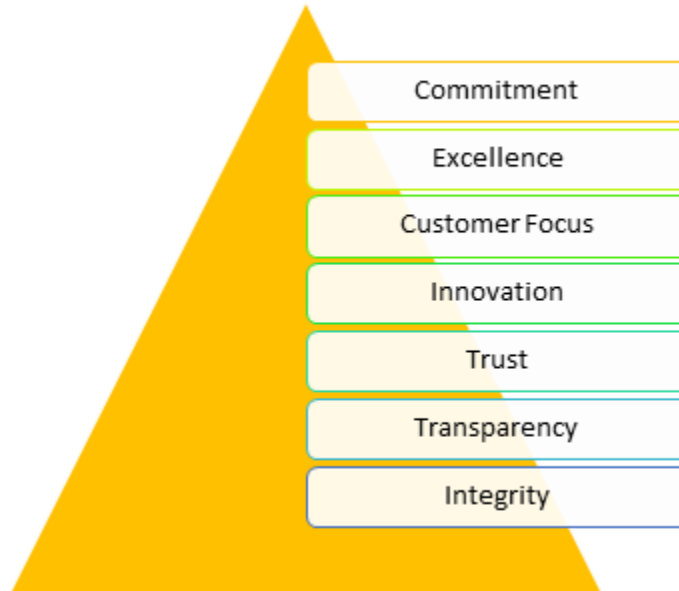 Commitment
Excellence
Customer Focus
Innovation
Trust
Transparency
Integrity